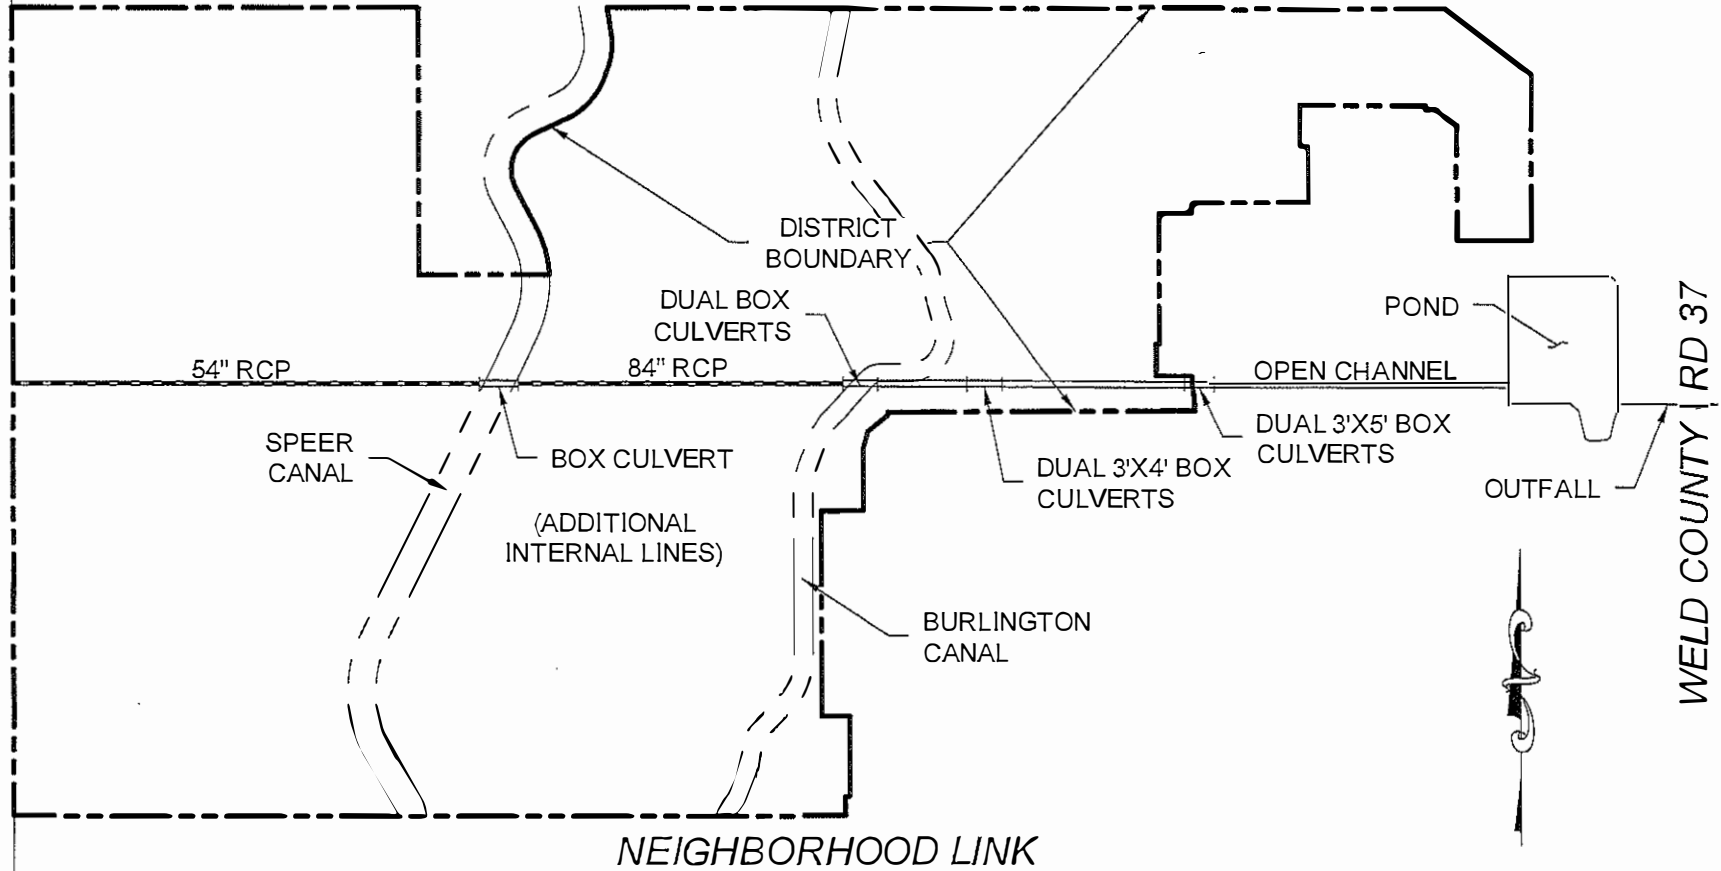 DISTRICT
BOUNDARY
DUAL BOX
CULVERTS
POND
WELD COUNTY RD 37
54" RCP
84" RCP
OPEN CHANNEL
SPEER
CANAL
BOX CULVERT
DUAL 3'X4' BOX
CULVERTS
DUAL 3'X5' BOX
CULVERTS
OUTFALL
(ADDITIONAL
INTERNAL LINES)
BURLINGTON
CANAL
NEIGHBORHOOD LINK